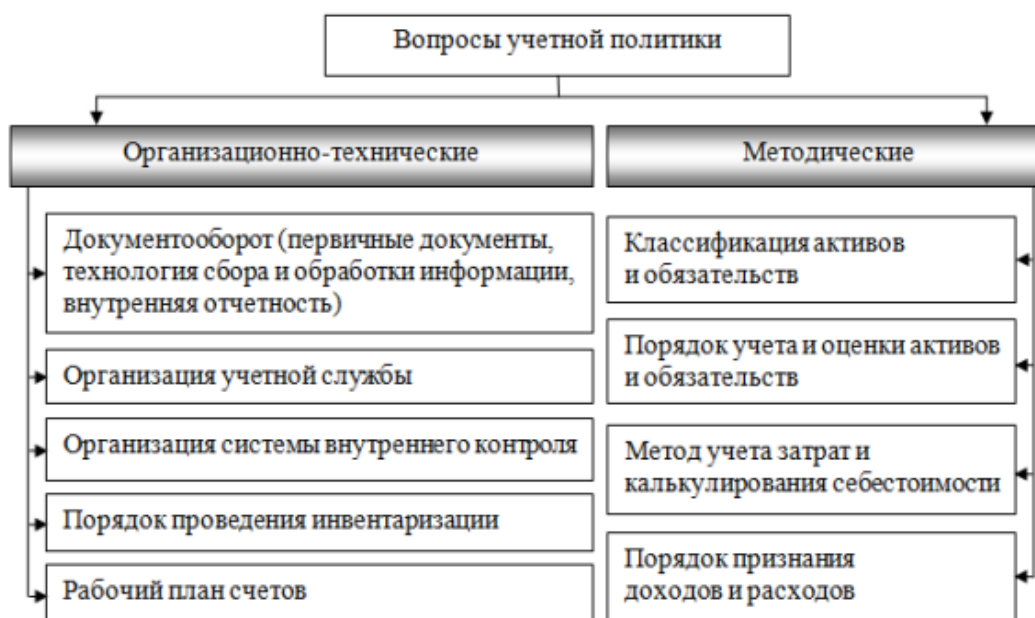 Вопросы учетной политики
Организационно-технические
Документооборот (первичные документы,
технология сбора и обработки информации,
внутренняя отчетность)
Организация учетной службы
Организация системы внутреннего контроля
Порядок проведения инвентаризации
Рабочий план счетов
Методические
Классификация активов
и обязательств
Порядок учета и оценки активов
и обязательств
Метод учета затрат и
калькулирования себестоимости
Порядок признания
доходов и расходов